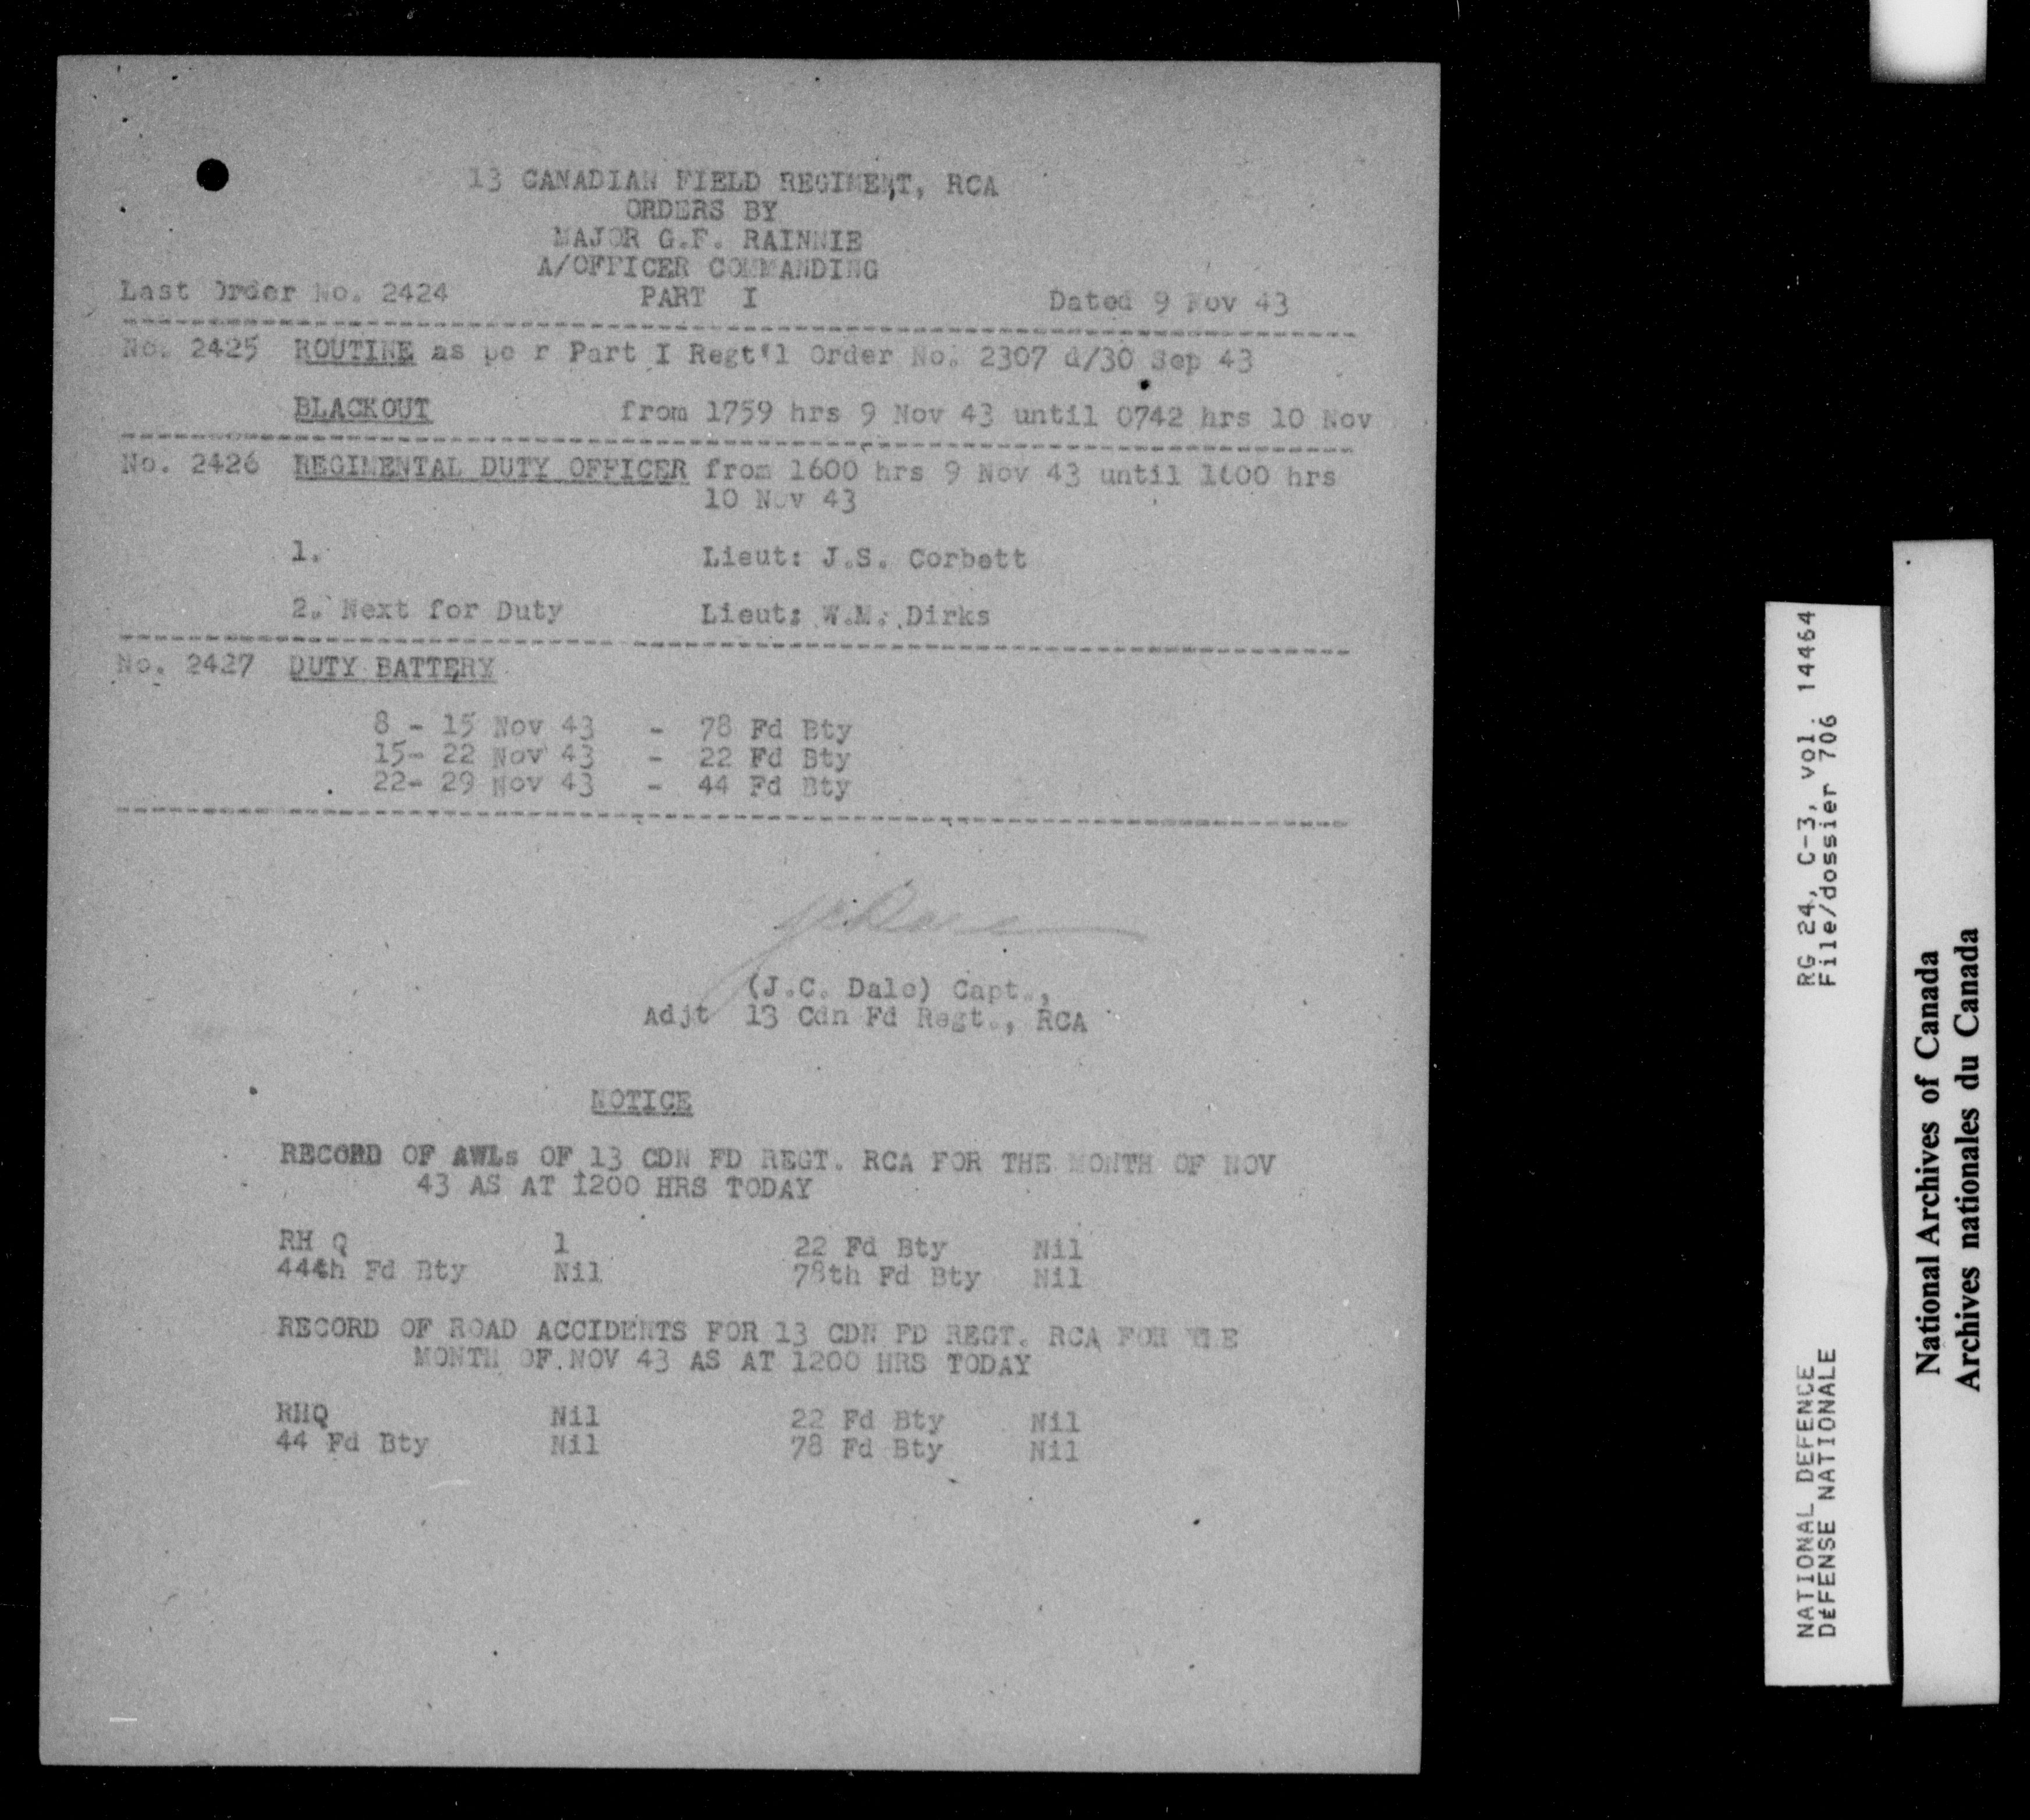 13 CANADIAN FIELD REGIMENT, RCA
ORDERS BY
MAJOR G.F. RAINNIE
A/OFFICER COMMANDING
Last Order No. 2424 PART I Dated 9 Nov 43
No. 2425 ROUTINE as pe r Part I Regt'l Order No. 2307 d/30 Sep 43
BLACKOUT from 1759 hrs 9 Nov 43 until 0742 hrs 10 Nov
No. 2426 REGIMENTAL DUTY OFFICER from 1600 hrs 9 Nov 43 until 1600 hrs
10 Nov 43
1. Lieut: J.S. Corbett
2. Next for Duty Lieut: W.M. Dirks
No. 2427 DUTY BATTERY
8 - 15 Nov 43 - 78 Fd Bty
15- 22 Nov 43 - 22 Fd Bty
22- 29 Nov 43 - 44 Fd Bty
(J.C. Dale) Capt.,
Adjt 13 Cdn Fd Regt., RCA
NOTICE
RECORD OF AWLs OF 13 CDN FD REGT. RCA FOR THE MONTH OF NOV
43 AS AT 1200 HRS TODAY
RH Q 1 22 Fd Bty Nil
444h Fd Bty Nil 78th Fd Bty Nil
RECORD OF ROAD ACCIDENTS FOR 13 CDN FD REGT. RCA FOR THE
MONTH OF NOV 43 AS AT 1200 HRS TODAY
RHQ Nil 22 Fd Bty Nil
44 Fd Bty Nil 78 Fd Bty Nil
NATIONAL DEFENCE RG 24, C-3, vol. 14464
DÉFENSE NATIONALE File/dossier 706
National Archives of Canada
Archives nationales du Canada